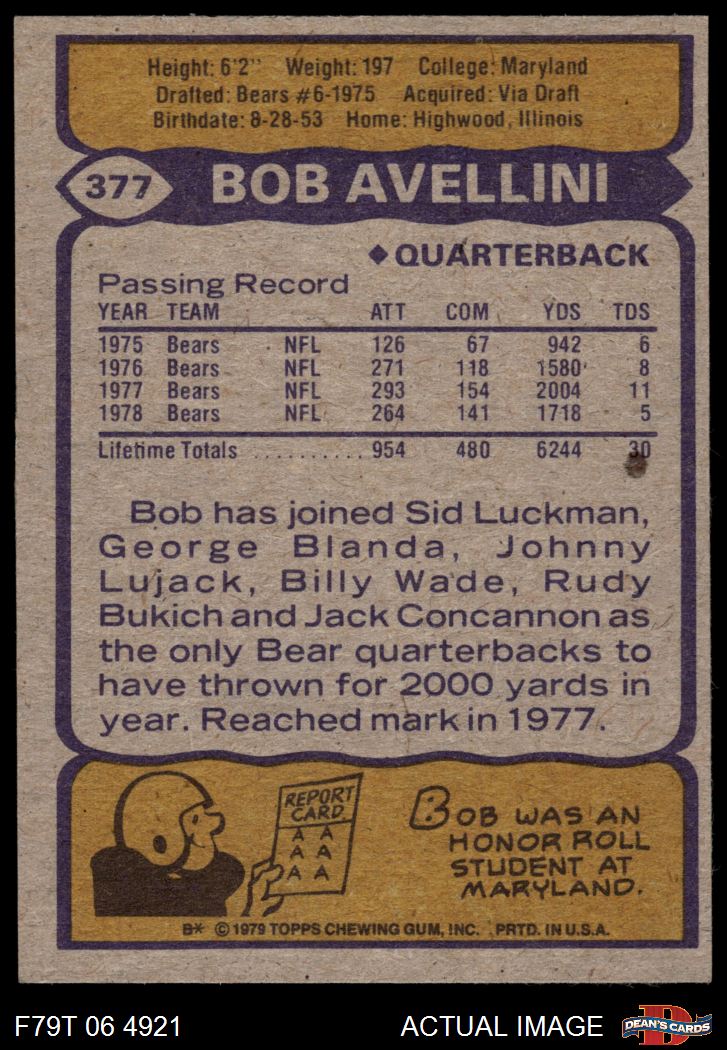 Height: 6'2" Weight: 197 College: Maryland
Drafted: Bears #6-1975 Acquired: Via Draft
Birthdate: 8-28-53 Home: Highwood, Illinois
377 BOB AVELLINI
◆ QUARTERBACK
Passing Record
YEAR TEAM ATT COM YDS TDS
1975 Bears NFL 126 67 942 6
1976 Bears NFL 271 118 1580 8
1977 Bears NFL 293 154 2004 11
1978 Bears NFL 264 141 1718 5
Lifetime Totals .......... 954 480 6244 30
Bob has joined Sid Luckman,
George Blanda, Johnny
Lujack, Billy Wade, Rudy
Bukich and Jack Concannon as
the only Bear quarterbacks to
have thrown for 2000 yards in
year. Reached mark in 1977.
REPORT
CARD
A A
A A
A A
BOB WAS AN
HONOR ROLL
STUDENT AT
MARYLAND.
B* © 1979 TOPPS CHEWING GUM, INC. PRTD. IN U.S.A.
F79T 06 4921 ACTUAL IMAGE
D
DEAN'S CARDS